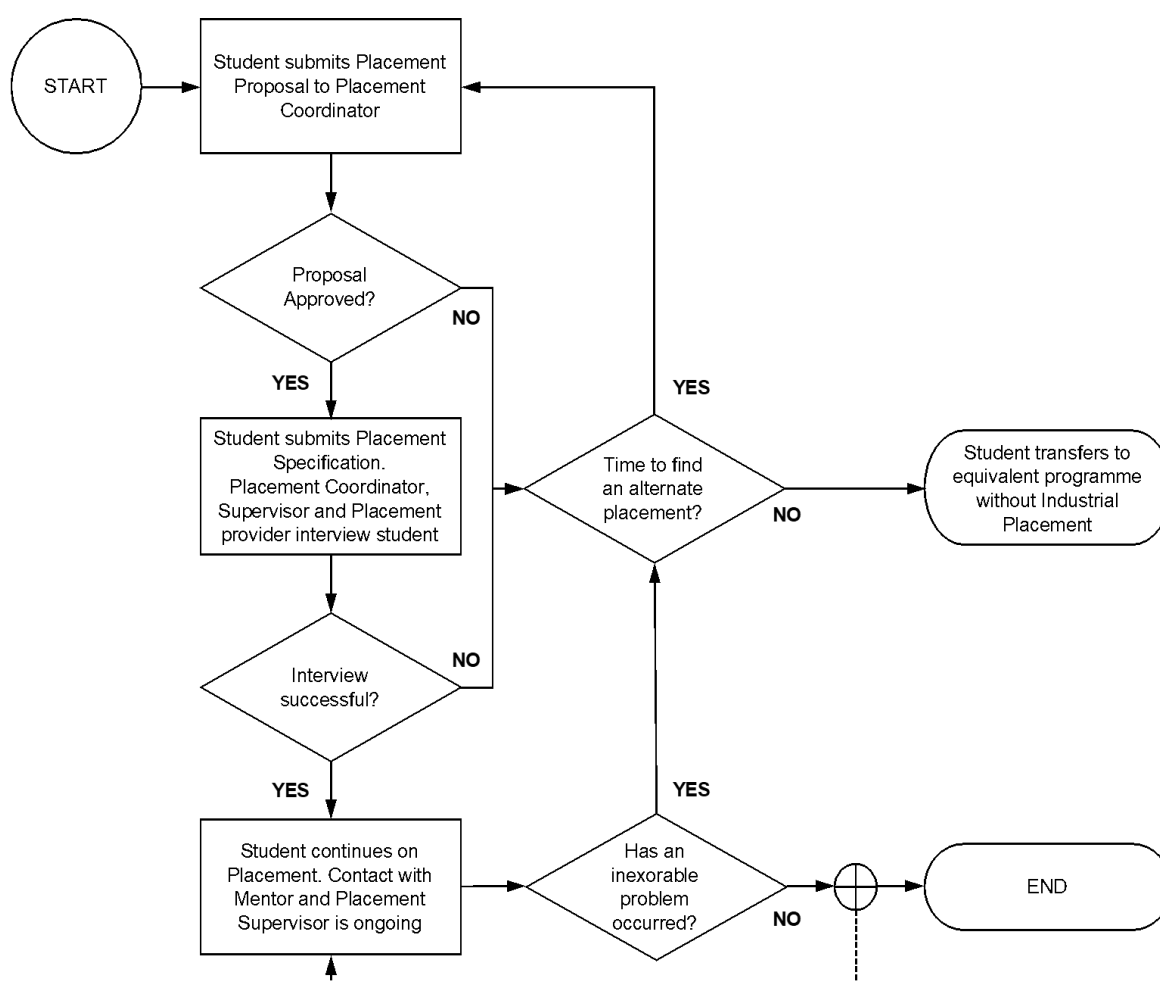 START
Student submits Placement
Proposal to Placement
Coordinator
Proposal
Approved?
NO
YES
Student submits Placement
Specification.
Placement Coordinator,
Supervisor and Placement
provider interview student
YES
Time to find
an alternate
placement?
NO
Student transfers to
equivalent programme
without Industrial
Placement
Interview
successful?
NO
YES
Student continues on
Placement. Contact with
Mentor and Placement
Supervisor is ongoing
YES
Has an
inexorable
problem
occurred?
NO
END